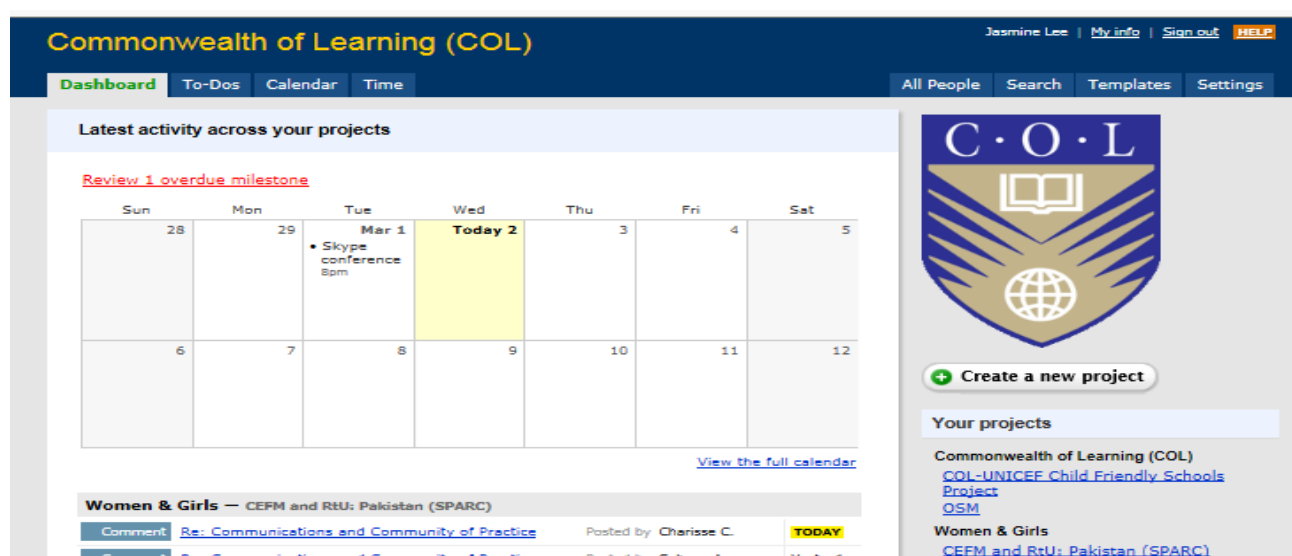 Commonwealth of Learning (COL)
Jasmine Lee | My info | Sign out HELP
Dashboard To-Dos Calendar Time
All People Search Templates Settings
Latest activity across your projects
Review 1 overdue milestone
Sun Mon Tue Wed Thu Fri Sat
28 29 Mar 1 Today 2 3 4 5
• Skype
conference
8pm
6 7 8 9 10 11 12
View the full calendar
Women & Girls — CEFM and RtU: Pakistan (SPARC)
Comment Re: Communications and Community of Practice Posted by Charisse C. TODAY
C · O · L
Create a new project
Your projects
Commonwealth of Learning (COL)
COL-UNICEF Child Friendly Schools
Project
OSM
Women & Girls
CEFM and RtU: Pakistan (SPARC)